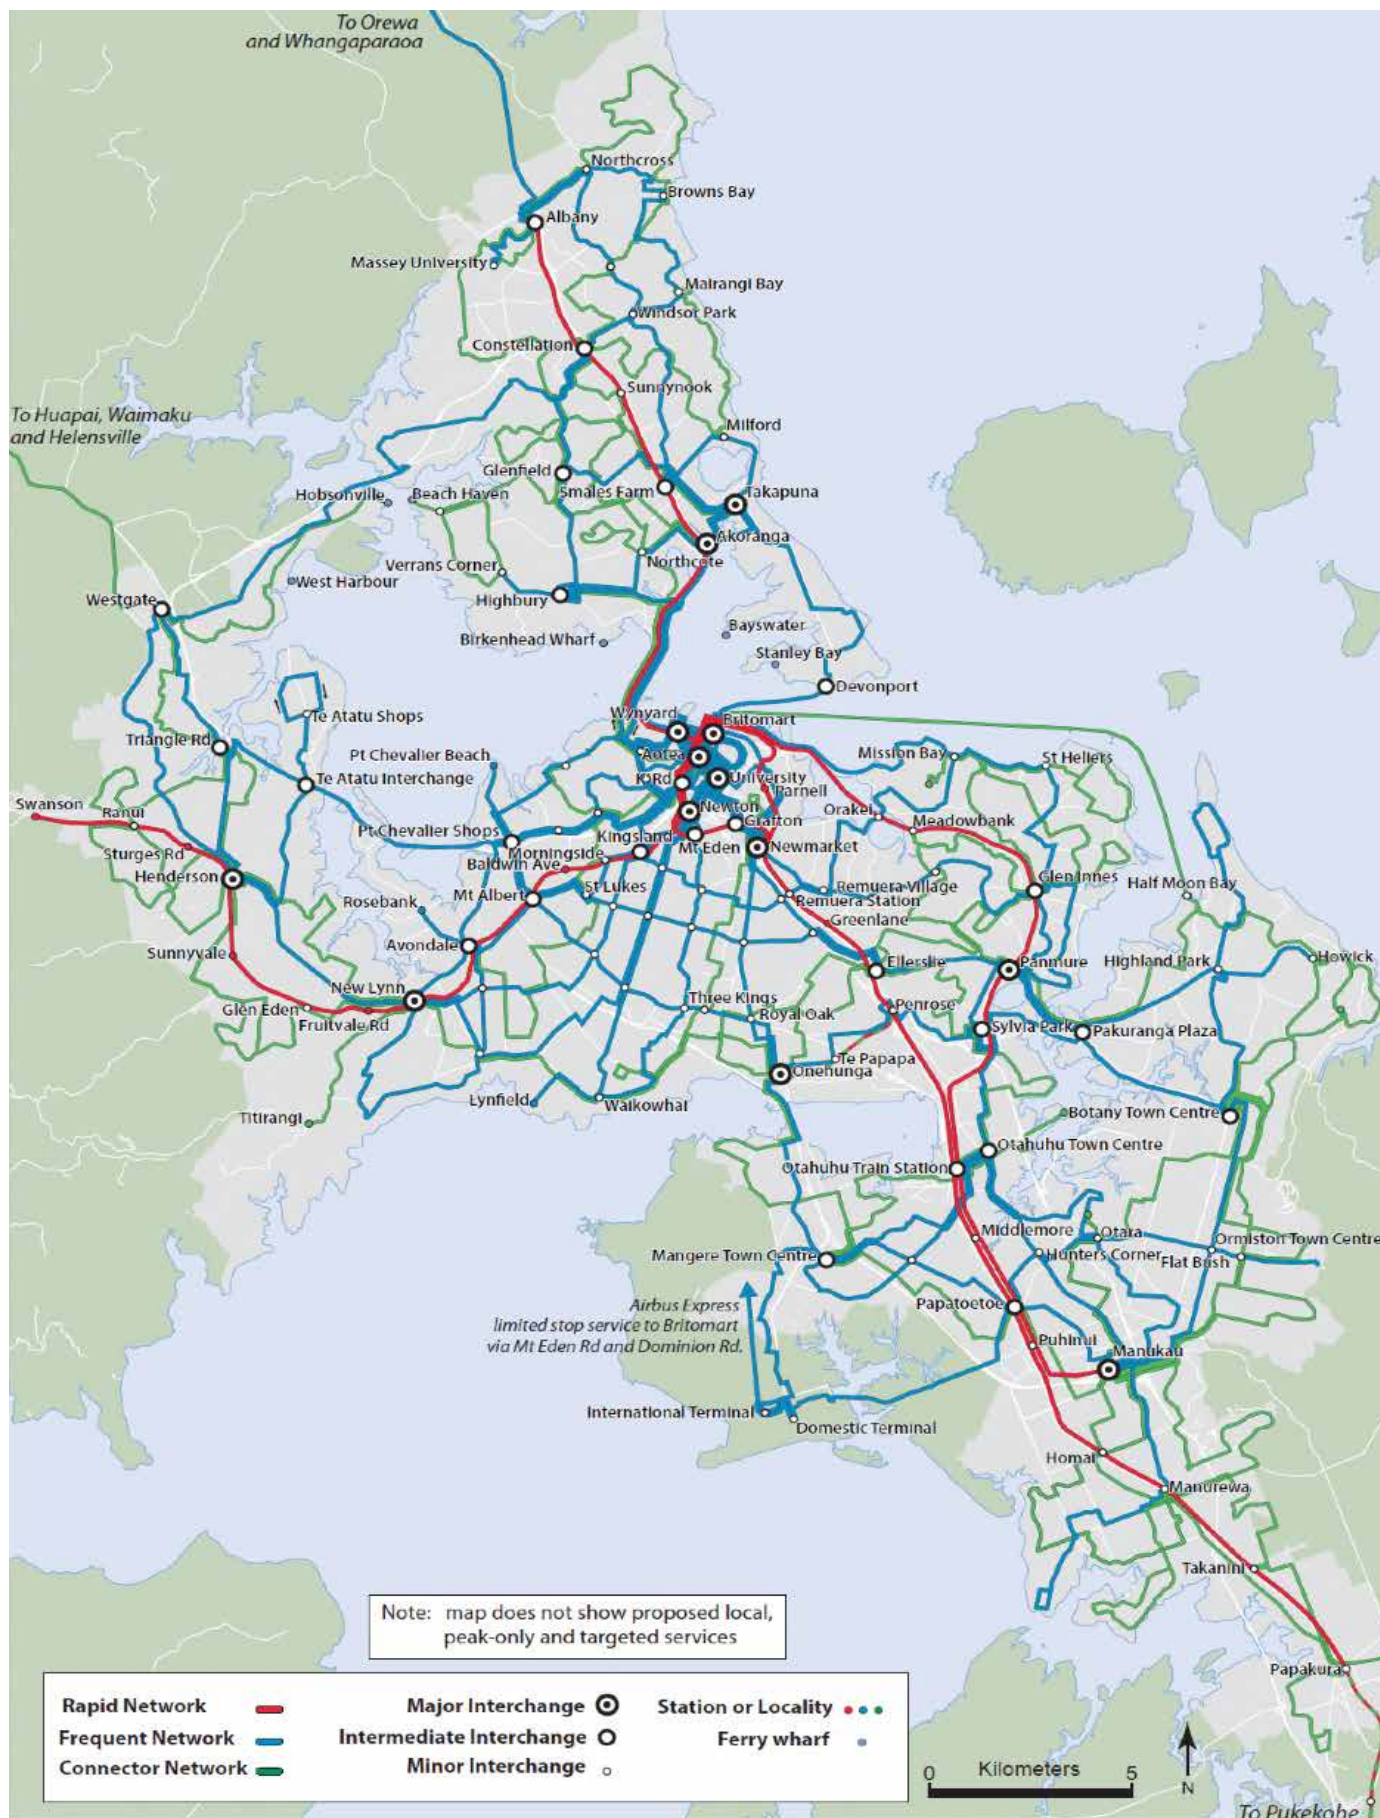 To Orewa
and Whangaparaoa
Northcross
Browns Bay
Albany
Massey University
Mairangi Bay
Windsor Park
Constellation
Sunnynook
To Huapai, Waimaku
and Helensville
Milford
Glenfield
Smales Farm
Takapuna
Hobsonville
Beach Haven
Akoranga
Northcote
Verrans Corner
West Harbour
Westgate
Highbury
Bayswater
Birkenhead Wharf
Stanley Bay
Devonport
Wynyard
Britomart
Te Atatu Shops
Triangle Rd
Pt Chevalier Beach
Aotea
Mission Bay
St Heliers
Te Atatu Interchange
K Rd
University
Parnell
Swanson
Ranui
Newton
Orakei
Grafton
Meadowbank
Pt Chevalier Shops
Kingsland
Mt Eden
Newmarket
Sturges Rd
Morningside
Baldwin Ave
Henderson
Glen Innes
Half Moon Bay
St Lukes
Remuera Village
Mt Albert
Remuera Station
Rosebank
Greenlane
Avondale
Sunnyvale
Ellerslie
Panmure
Highland Park
Howick
New Lynn
Three Kings
Penrose
Glen Eden
Royal Oak
Fruitvale Rd
Sylvia Park
Pakuranga Plaza
Te Papapa
Onehunga
Lynfield
Waikowhai
Titirangi
Botany Town Centre
Otahuhu Town Centre
Otahuhu Train Station
Middlemore
Otara
Ormiston Town Centre
Mangere Town Centre
Hunters Corner
Flat Bush
Airbus Express
limited stop service to Britomart
via Mt Eden Rd and Dominion Rd.
Papatoetoe
Puhinui
Manukau
International Terminal
Domestic Terminal
Homai
Manurewa
Takanini
Note: map does not show proposed local,
peak-only and targeted services
Papakura
Rapid Network
Major Interchange
Station or Locality
Frequent Network
Intermediate Interchange
Ferry wharf
Connector Network
Minor Interchange
0 Kilometers 5
N
To Pukekohe